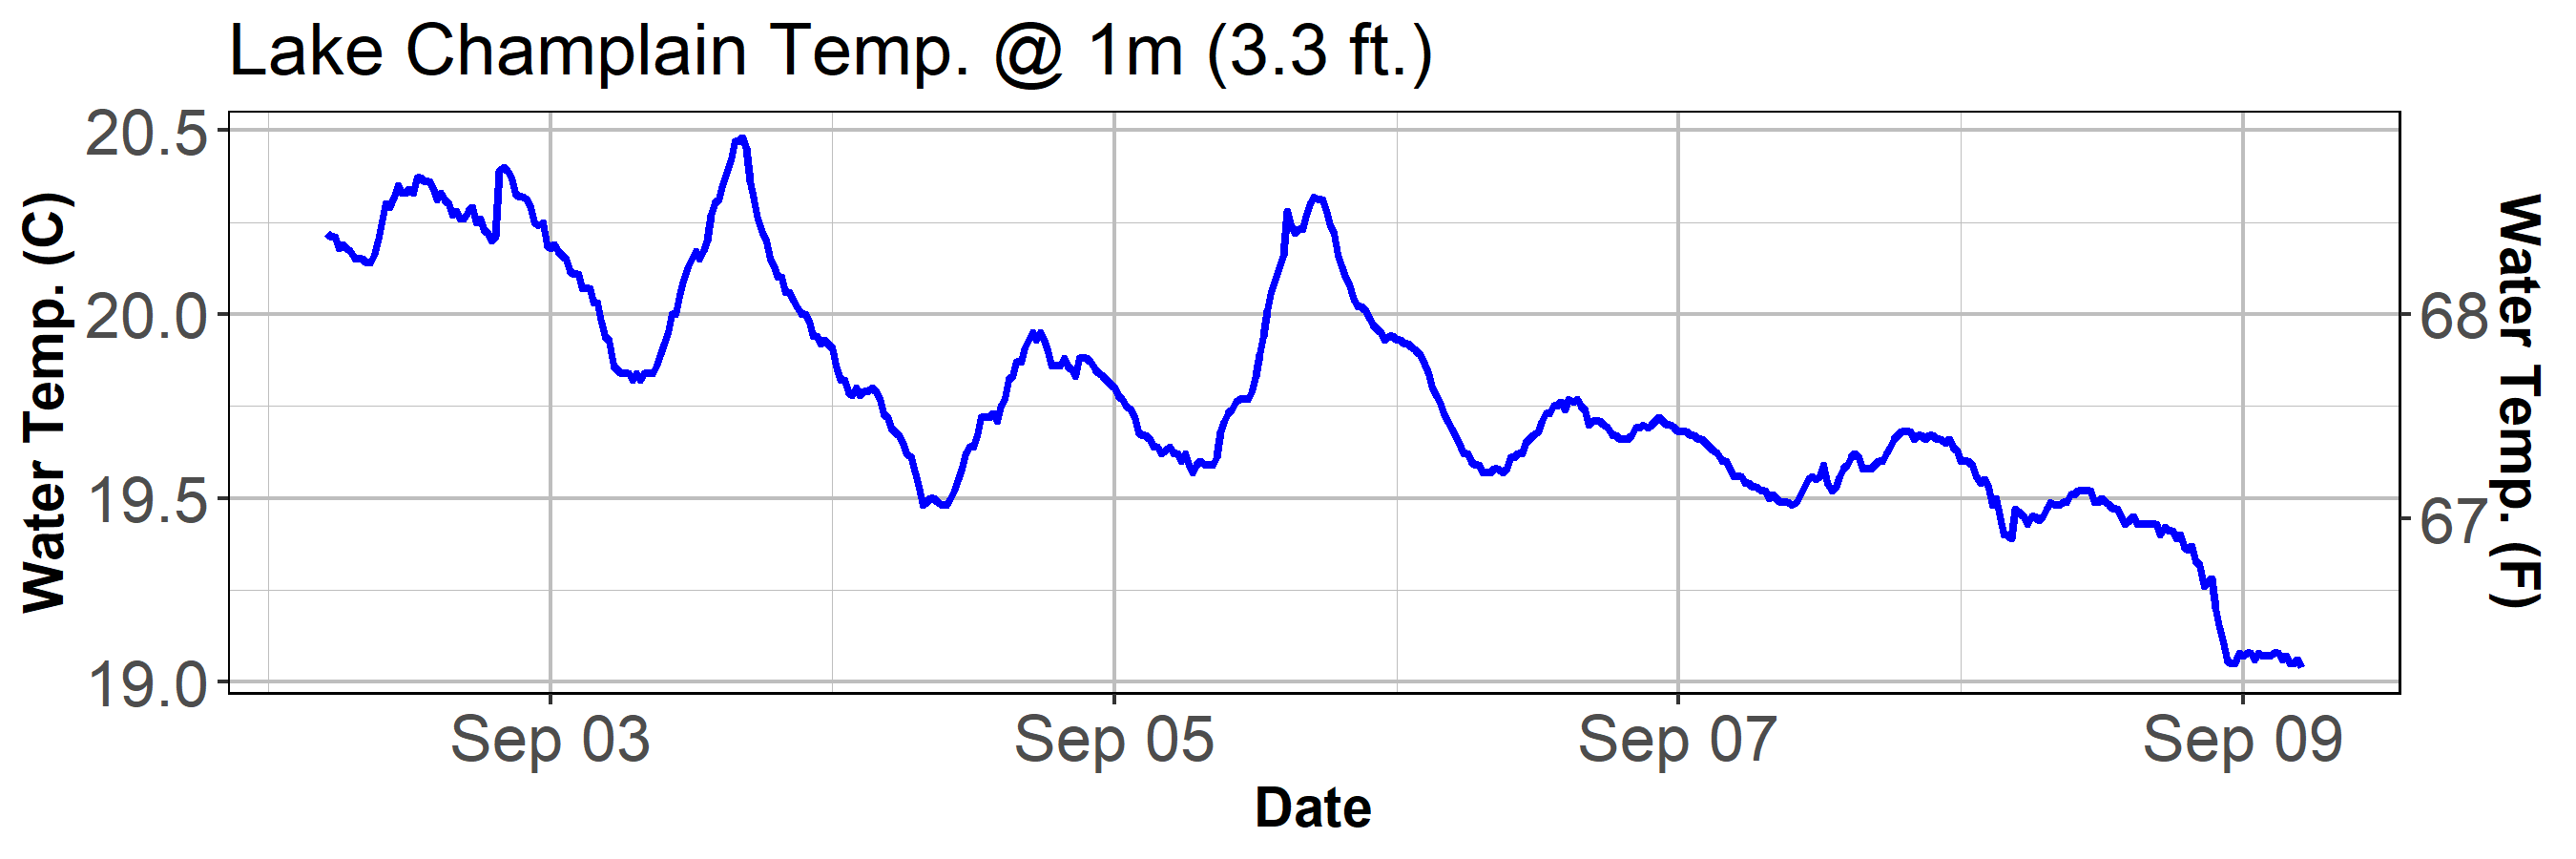 Lake Champlain Temp. @ 1m (3.3 ft.)
Water Temp. (C)
20.5
20.0
19.5
19.0
68
67
Water Temp. (F)
Sep 03 Sep 05 Sep 07 Sep 09
Date